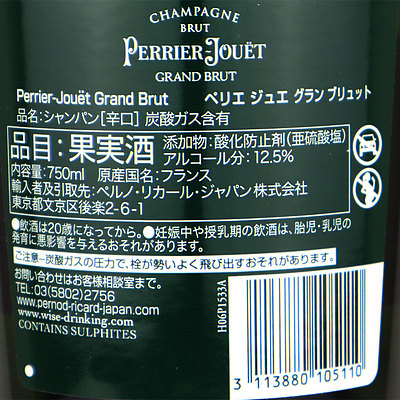 CHAMPAGNE
BRUT
PERRIER-JOUËT
GRAND BRUT
Perrier-Jouët Grand Brut ペリエ ジュエ グラン ブリュット
品名:シャンパン[辛口] 炭酸ガス含有
品目:果実酒 添加物:酸化防止剤(亜硫酸塩)
アルコール分:12.5%
内容量:750ml 原産国名:フランス
輸入者及び引取先:ペルノ・リカール・ジャパン株式会社
東京都文京区後楽2-6-1
●飲酒は20歳になってから。●妊娠中や授乳期の飲酒は、胎児・乳児の
発育に悪影響を与えるおそれがあります。
ご注意–炭酸ガスの圧力で、栓が勢いよく飛び出すおそれがあります。
お問い合わせはお客様相談室まで。
TEL:03(5802)2756
www.pernod-ricard-japan.com
www.wise-drinking.com
CONTAINS SULPHITES
H06P1533A
3 113880 105110